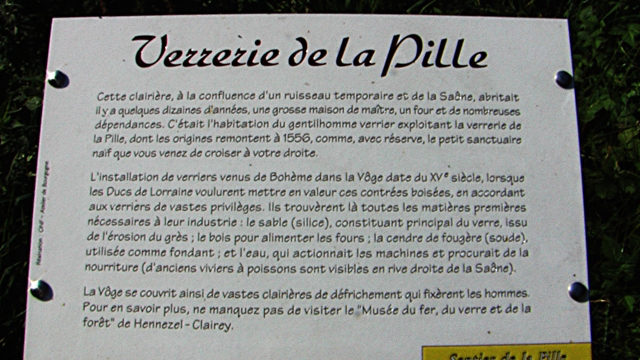 Verrerie de la Pille
Cette clairière, à la confluence d'un ruisseau temporaire et de la Saône, abritait
il y a quelques dizaines d'années, une grosse maison de maître, un four et de nombreuses
dépendances. C'était l'habitation du gentilhomme verrier exploitant la verrerie de
la Pille, dont les origines remontent à 1556, comme, avec réserve, le petit sanctuaire
naïf que vous venez de croiser à votre droite.
L'installation de verriers venus de Bohème dans la Vôge date du XVe siècle, lorsque
les Ducs de Lorraine voulurent mettre en valeur ces contrées boisées, en accordant
aux verriers de vastes privilèges. Ils trouvèrent là toutes les matières premières
nécessaires à leur industrie : le sable (silice), constituant principal du verre, issu
de l'érosion du grès ; le bois pour alimenter les fours ; la cendre de fougère (soude),
utilisée comme fondant ; et l'eau, qui actionnait les machines et procurait de la
nourriture (d'anciens viviers à poissons sont visibles en rive droite de la Saône).
La Vôge se couvrit ainsi de vastes clairières de défrichement qui fixèrent les hommes.
Pour en savoir plus, ne manquez pas de visiter le "Musée du fer, du verre et de la
forêt" de Hennezel - Clairey.
Sentier de la Pille